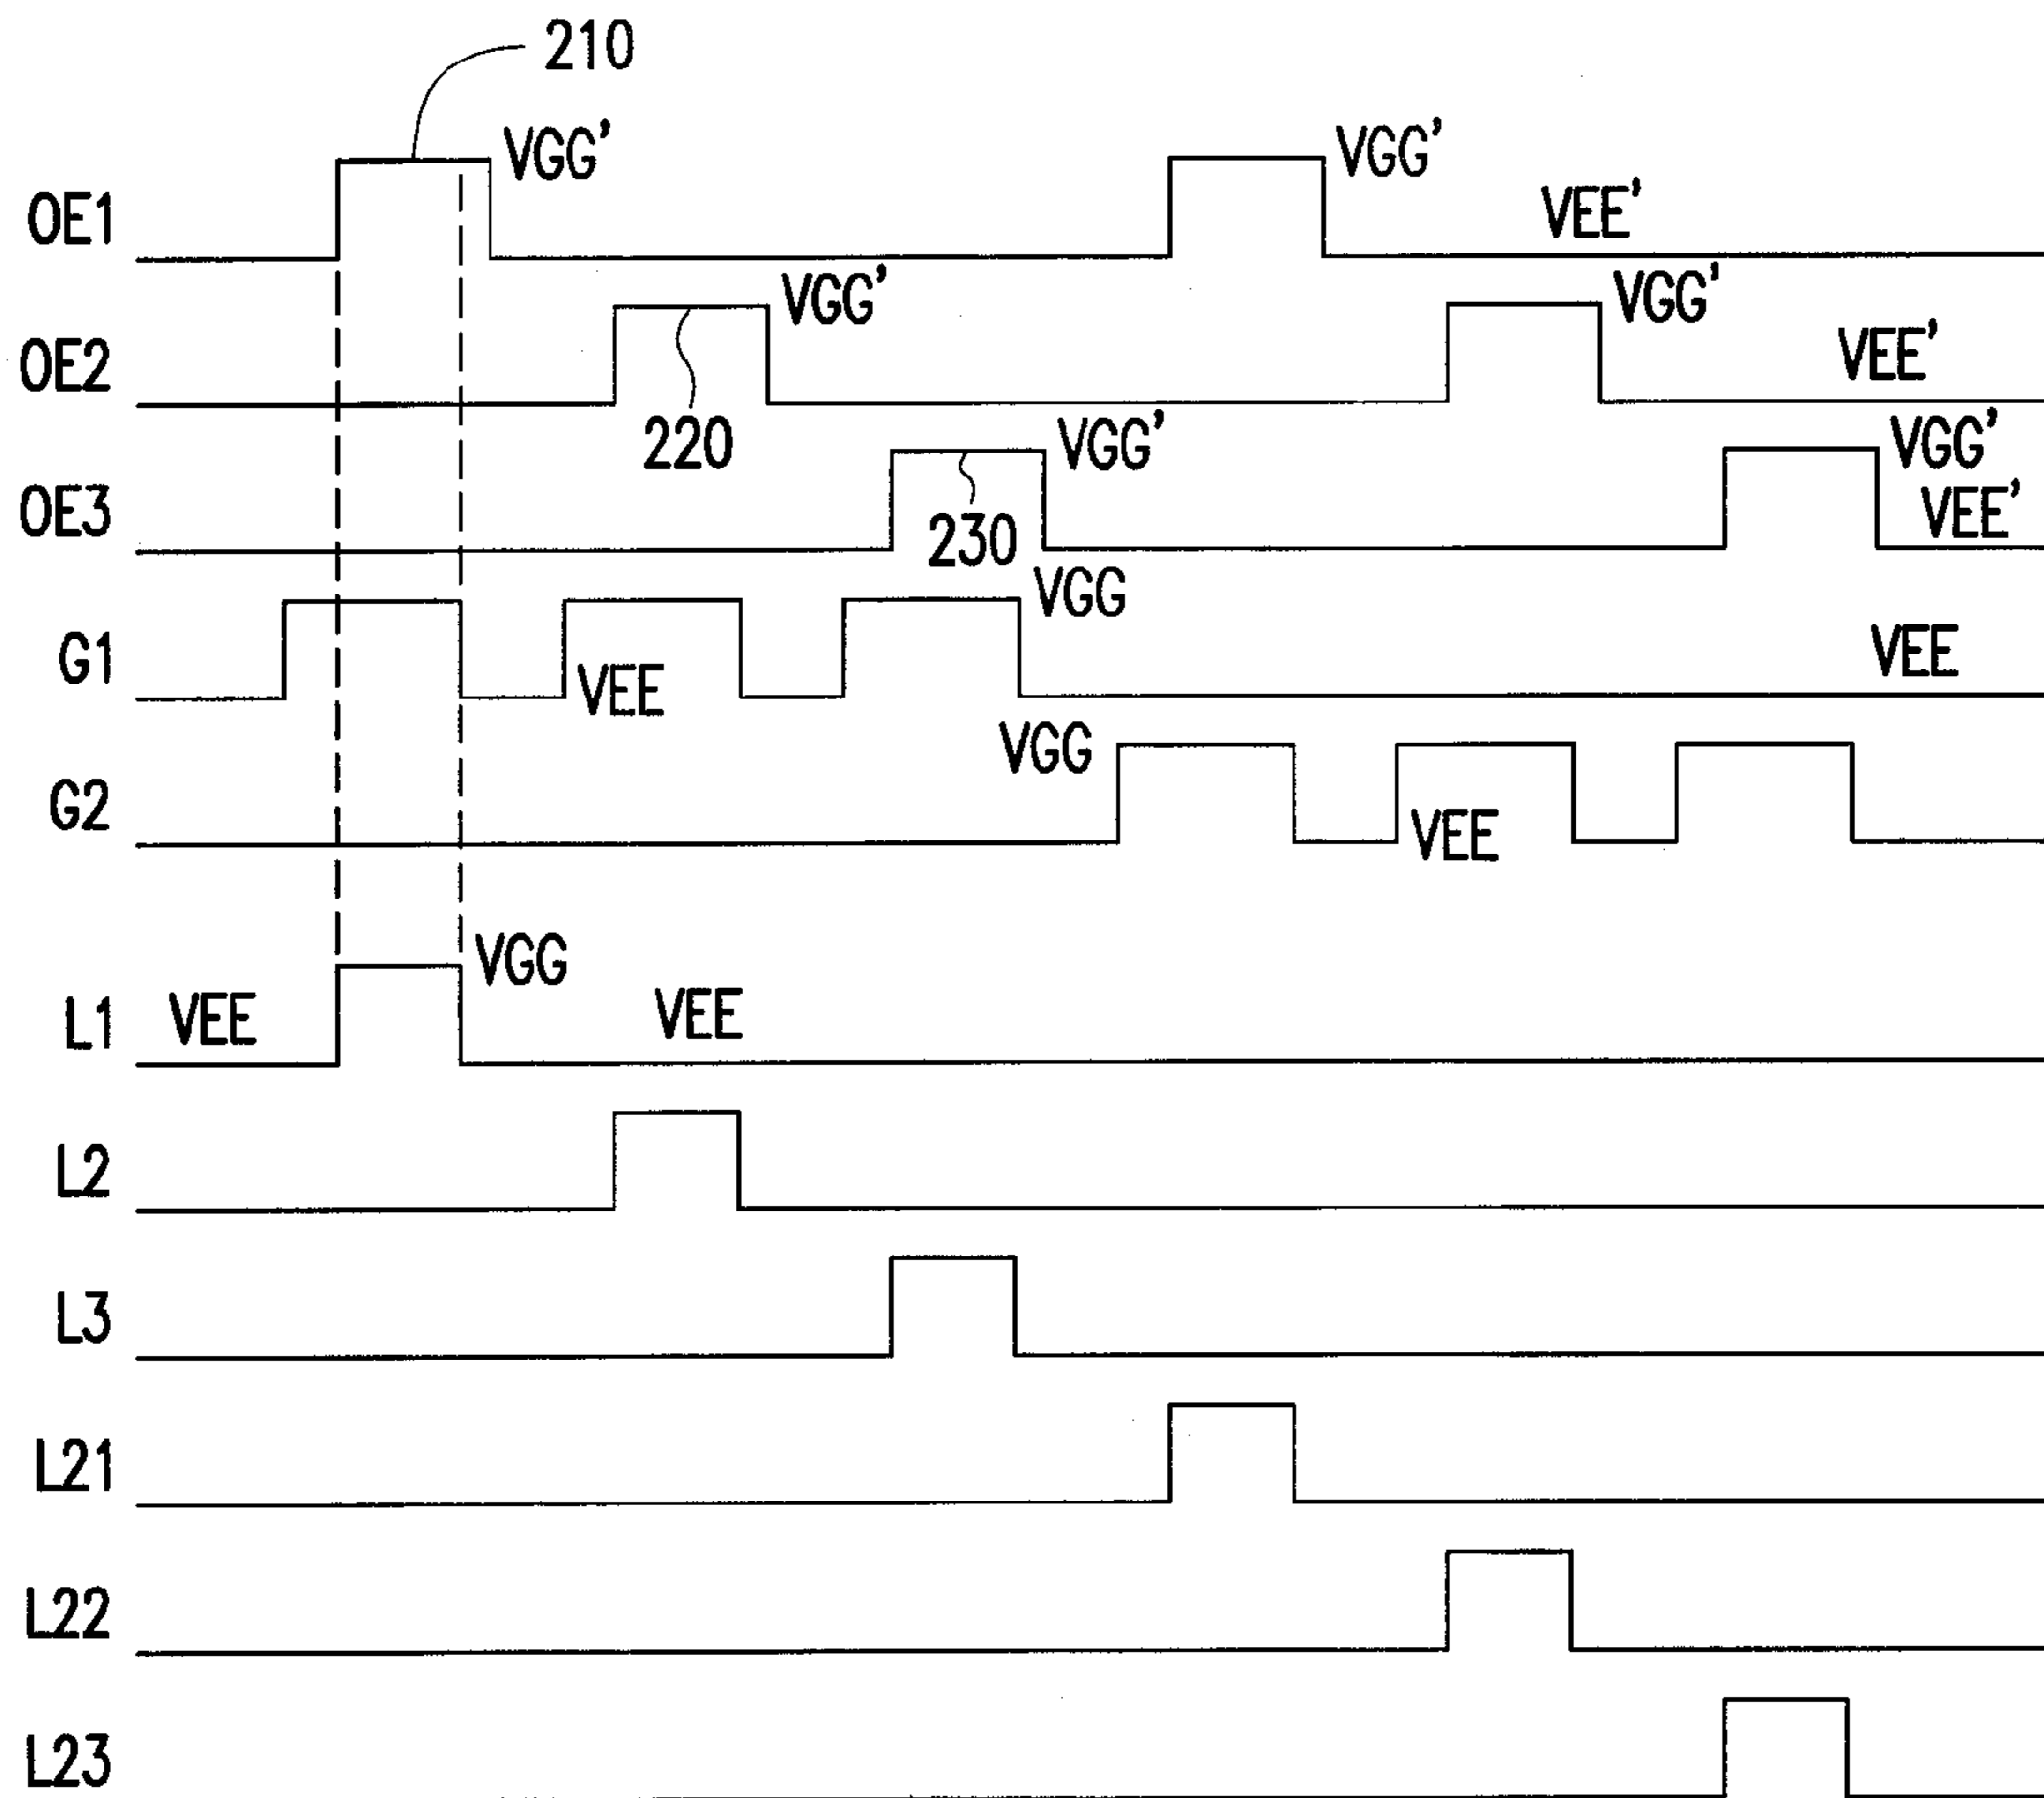 210
VGG' VGG'
OE1 VEE'
VGG' VGG'
OE2 VEE'
220 VGG' VGG'
OE3 230 VEE'
VGG
G1 VEE VEE
VGG
G2 VEE
VGG
L1 VEE VEE
L2
L3
L21
L22
L23